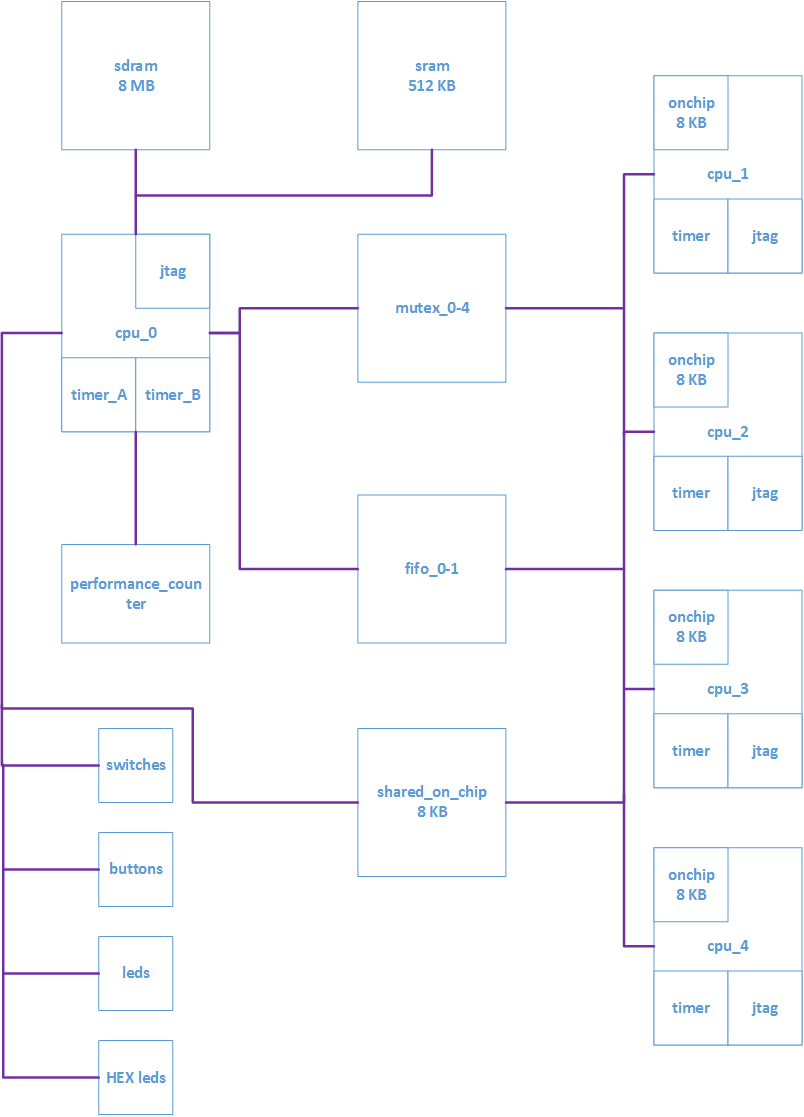 sdram
8 MB
sram
512 KB
onchip
8 KB
cpu_1
timer
jtag
jtag
cpu_0
timer_A
timer_B
mutex_0-4
onchip
8 KB
cpu_2
timer
jtag
performance_coun
ter
fifo_0-1
onchip
8 KB
cpu_3
timer
jtag
switches
shared_on_chip
8 KB
buttons
onchip
8 KB
cpu_4
timer
jtag
leds
HEX leds